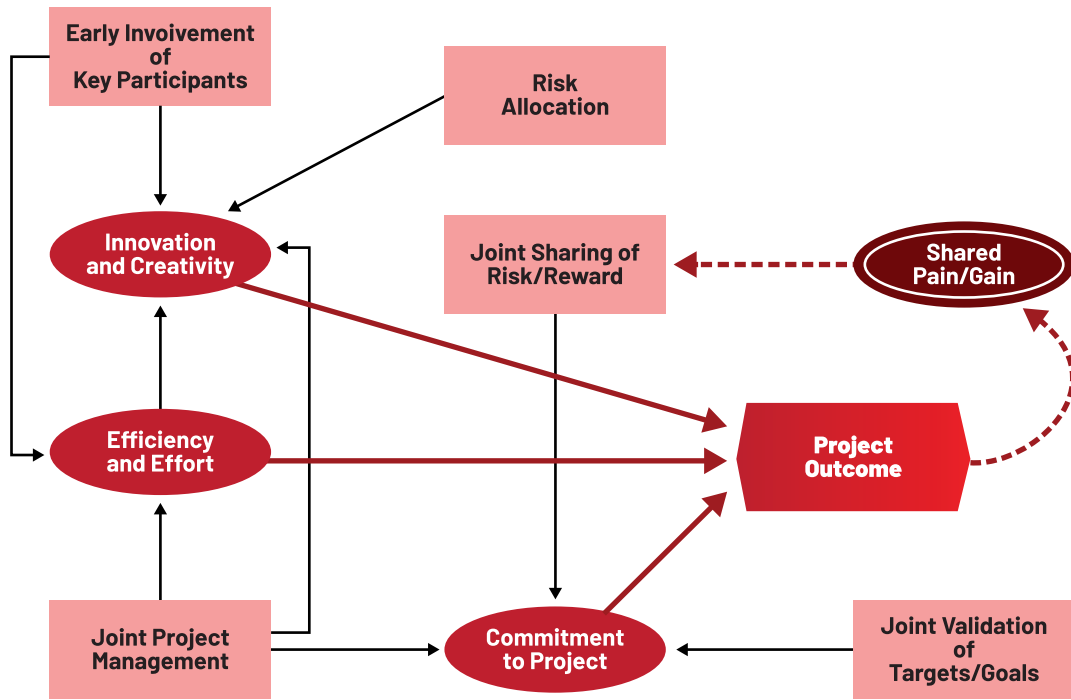 Early Invoivement
of
Key Participants
Risk
Allocation
Innovation
and Creativity
Joint Sharing of
Risk/Reward
Shared
Pain/Gain
Efficiency
and Effort
Project
Outcome
Joint Project
Management
Commitment
to Project
Joint Validation
of
Targets/Goals